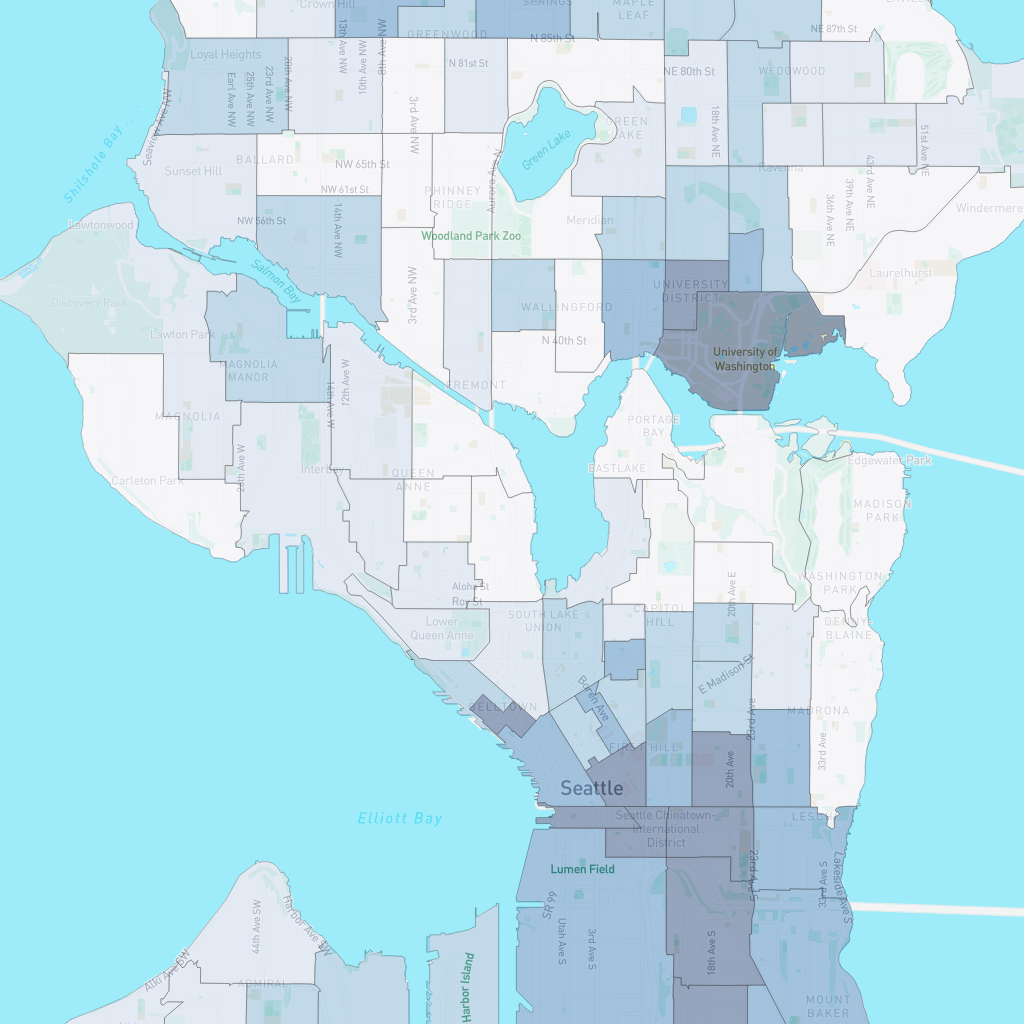 Crown Hill
SPRINGS
MAPLE
LEAF
GREENWOOD
NE 87th St
N 85th St
13th Ave NW
8th Ave NW
Loyal Heights
N 81st St
NE 80th St
WEDGWOOD
20th Ave NW
23rd Ave NW
25th Ave NW
Earl Ave NW
10th Ave NW
3rd Ave NW
Seaview Ave NW
Shilshole Bay
Green Lake
GREEN
LAKE
18th Ave NE
51st Ave NE
BALLARD
NW 65th St
Sunset Hill
NW 61st St
Ravenna
43rd Ave NE
39th Ave NE
36th Ave NE
Aurora Ave N
PHINNEY
RIDGE
Windermere
Lawtonwood
NW 56th St
14th Ave NW
Meridian
Woodland Park Zoo
Salmon Bay
3rd Ave NW
Laurelhurst
UNIVERSITY
DISTRICT
Discovery Park
WALLINGFORD
Lawton Park
N 40th St
University of
Washington
MAGNOLIA
MANOR
12th Ave W
14th Ave W
FREMONT
MAGNOLIA
PORTAGE
BAY
20th Ave W
Interbay
QUEEN
ANNE
EASTLAKE
Edgewater Park
Carleton Park
MADISON
PARK
WASHINGTON
PARK
20th Ave E
Aloha St
Roy St
CAPITOL
HILL
SOUTH LAKE
UNION
Lower
Queen Anne
DENNY-
BLAINE
E Madison St
Boren Ave
BELLTOWN
23rd Ave
MADRONA
FIRST HILL
33rd Ave
20th Ave
Seattle
Elliott Bay
Seattle Chinatown-
International
District
LESCHI
Lumen Field
23rd Ave S
33rd Ave S
Lakeside Ave S
SR 99
Utah Ave S
3rd Ave S
18th Ave S
44th Ave SW
Harbor Ave SW
Alki Ave SW
ADMIRAL
Harbor Island
MOUNT
BAKER